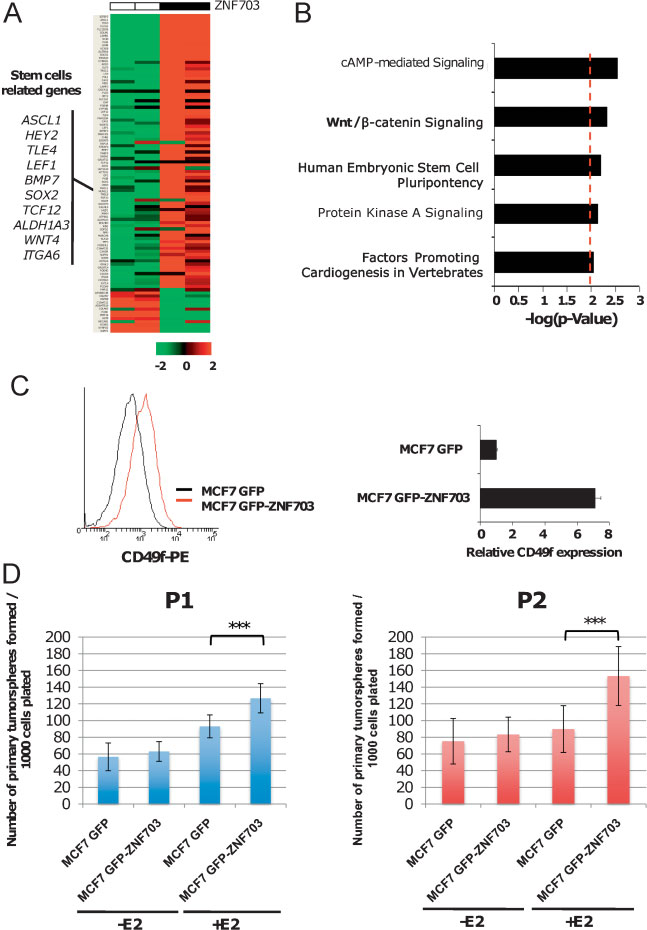 A
ZNF703
Stem cells
related genes
ASCL1
HEY2
TLE4
LEF1
BMP7
SOX2
TCF12
ALDH1A3
WNT4
ITGA6
-2 0 2
B
cAMP-mediated Signaling
Wnt/β-catenin Signaling
Human Embryonic Stem Cell
Pluripontency
Protein Kinase A Signaling
Factors Promoting
Cardiogenesis in Vertebrates
0 0.5 1 1.5 2 2.5 3
-log(p-Value)
C
MCF7 GFP
MCF7 GFP-ZNF703
10² 10³ 10⁴ 10⁵
CD49f-PE
MCF7 GFP
MCF7 GFP-ZNF703
0 2 4 6 8
Relative CD49f expression
D
P1
Number of primary tumorspheres formed /
1000 cells plated
200
180
160
140
120
100
80
60
40
20
0
***
MCF7 GFP
MCF7 GFP-ZNF703
MCF7 GFP
MCF7 GFP-ZNF703
-E2
+E2
P2
Number of primary tumorspheres formed /
1000 cells plated
200
180
160
140
120
100
80
60
40
20
0
***
MCF7 GFP
MCF7 GFP-ZNF703
MCF7 GFP
MCF7 GFP-ZNF703
-E2
+E2